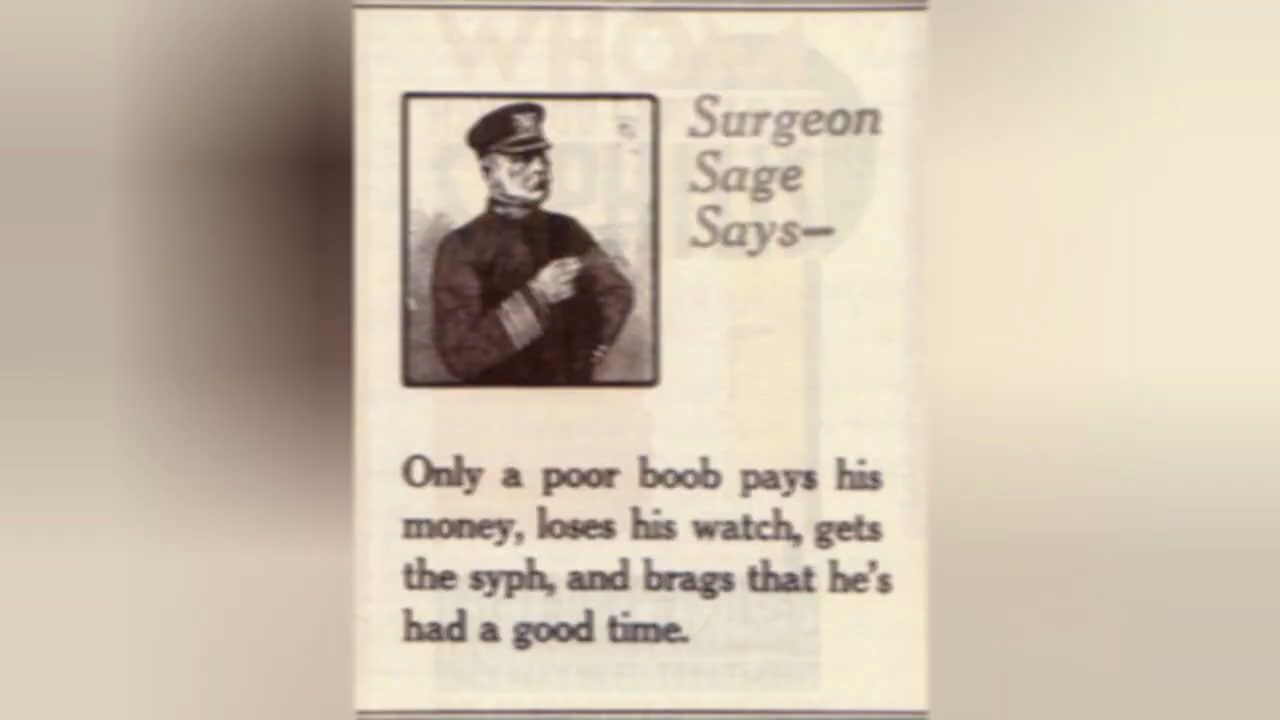 Surgeon
Sage
Says—
Only a poor boob pays his
money, loses his watch, gets
the syph, and brags that he's
had a good time.